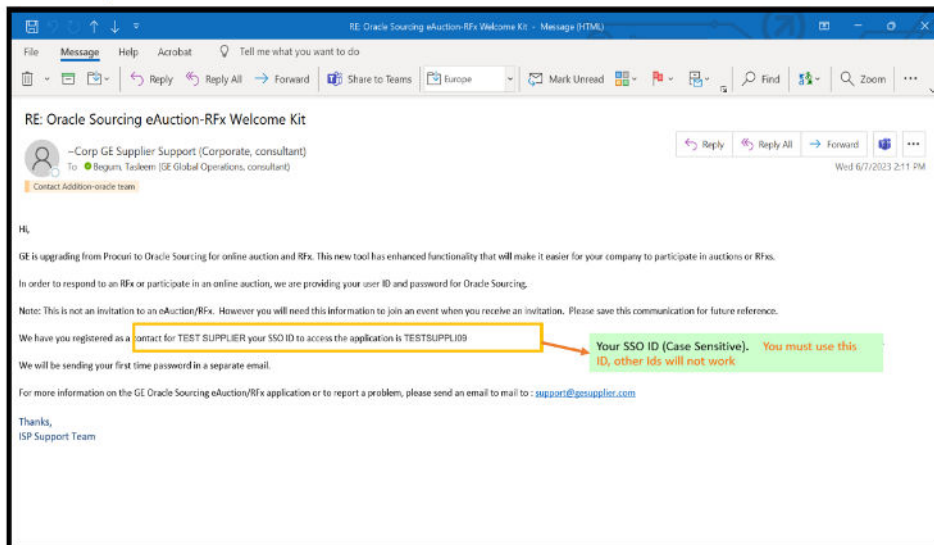 RE: Oracle Sourcing eAuction-RFx Welcome Kit - Message (HTML)
File Message Help Acrobat Tell me what you want to do
Reply Reply All Forward Share to Teams Europe Mark Unread Find Zoom
RE: Oracle Sourcing eAuction-RFx Welcome Kit
~Corp GE Supplier Support (Corporate, consultant)
To Begum, Tasleem (GE Global Operations, consultant)
Reply Reply All Forward
Wed 6/7/2023 2:11 PM
Contact Addition-oracle team
Hi,
GE is upgrading from Procuri to Oracle Sourcing for online auction and RFx. This new tool has enhanced functionality that will make it easier for your company to participate in auctions or RFxs.
In order to respond to an RFx or participate in an online auction, we are providing your user ID and password for Oracle Sourcing.
Note: This is not an invitation to an eAuction/RFx. However you will need this information to join an event when you receive an invitation. Please save this communication for future reference.
We have you registered as a contact for TEST SUPPLIER your SSO ID to access the application is TESTSUPPLI09
Your SSO ID (Case Sensitive). You must use this
ID, other Ids will not work
We will be sending your first time password in a separate email.
For more information on the GE Oracle Sourcing eAuction/RFx application or to report a problem, please send an email to mail to : support@gesupplier.com
Thanks,
ISP Support Team